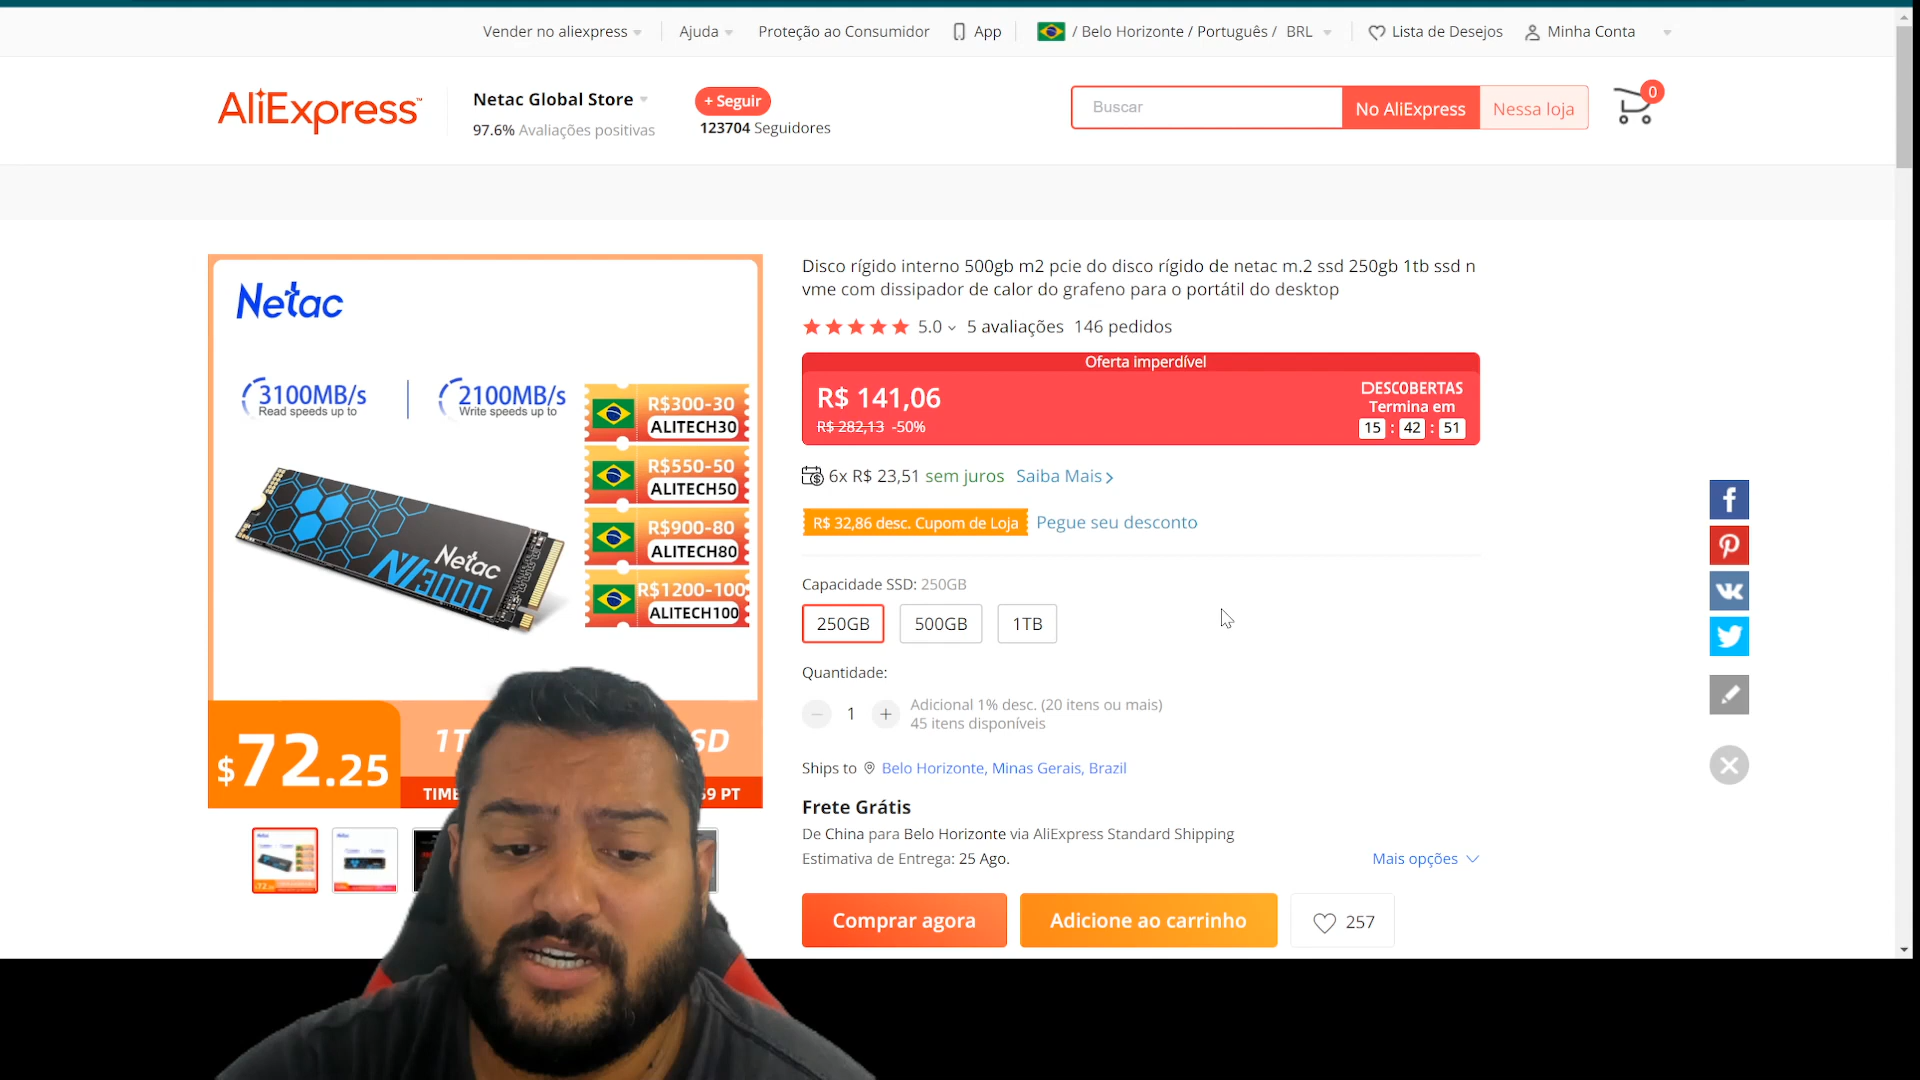 Vender no aliexpress
Ajuda
Proteção ao Consumidor
App
/ Belo Horizonte / Português / BRL
Lista de Desejos
Minha Conta
AliExpress™
Netac Global Store
97.6% Avaliações positivas
+ Seguir
123704 Seguidores
Buscar
No AliExpress
Nessa loja
0
Netac
3100MB/s
Read speeds up to
2100MB/s
Write speeds up to
R$300-30
ALITECH30
R$550-50
ALITECH50
R$900-80
ALITECH80
R$1200-100
ALITECH100
Netac
NV3000
$72.25
TIME
59 PT
Disco rígido interno 500gb m2 pcie do disco rígido de netac m.2 ssd 250gb 1tb ssd n
vme com dissipador de calor do grafeno para o portátil do desktop
5.0
5 avaliações
146 pedidos
Oferta imperdível
R$ 141,06
R$ 282,13 -50%
DESCOBERTAS
Termina em
15 : 42 : 51
6x R$ 23,51 sem juros Saiba Mais
R$ 32,86 desc. Cupom de Loja
Pegue seu desconto
Capacidade SSD: 250GB
250GB
500GB
1TB
Quantidade:
1
Adicional 1% desc. (20 itens ou mais)
45 itens disponíveis
Ships to Belo Horizonte, Minas Gerais, Brazil
Frete Grátis
De China para Belo Horizonte via AliExpress Standard Shipping
Estimativa de Entrega: 25 Ago.
Mais opções
Comprar agora
Adicione ao carrinho
257